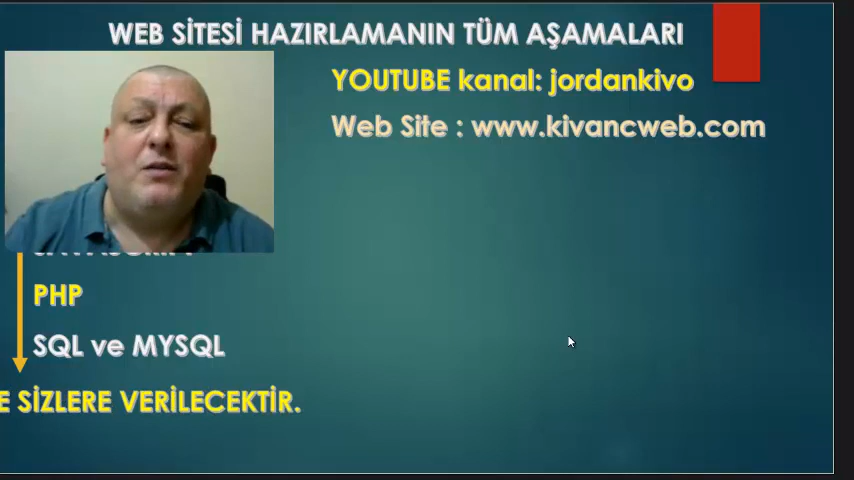 WEB SİTESİ HAZIRLAMANIN TÜM AŞAMALARI
YOUTUBE kanal: jordankivo
Web Site : www.kivancweb.com
PHP
SQL ve MYSQL
E SİZLERE VERİLECEKTİR.